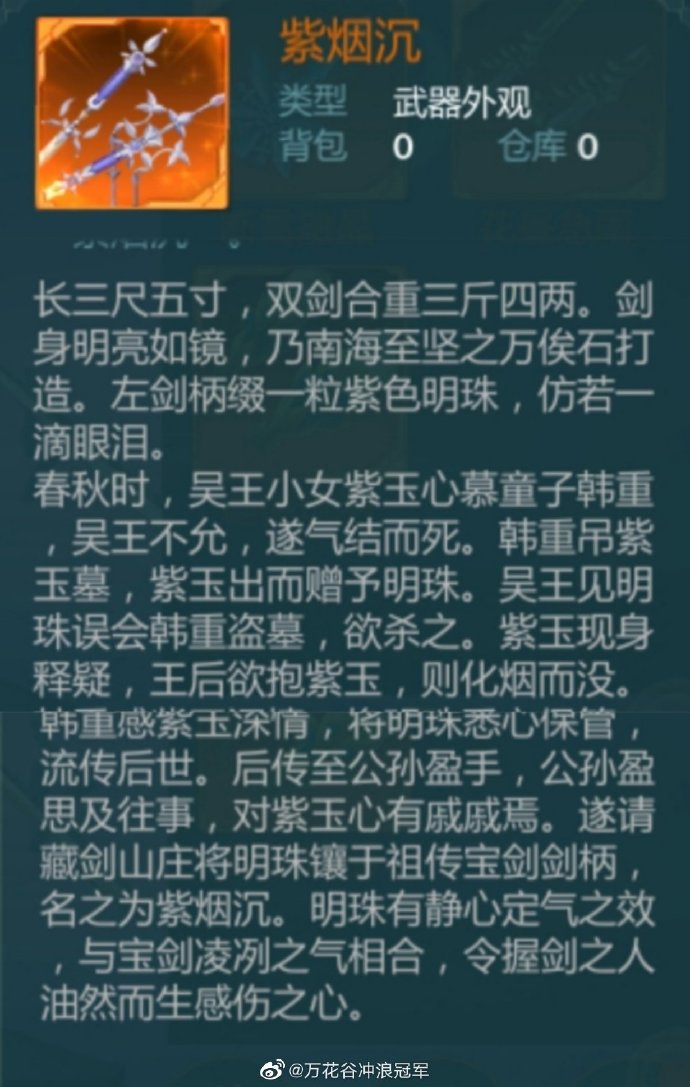 紫烟沉
类型 武器外观
背包 0 仓库 0
长三尺五寸，双剑合重三斤四两。剑
身明亮如镜，乃南海至坚之万俟石打
造。左剑柄缀一粒紫色明珠，仿若一
滴眼泪。
春秋时，吴王小女紫玉心慕童子韩重
，吴王不允，遂气结而死。韩重吊紫
玉墓，紫玉出而赠予明珠。吴王见明
珠误会韩重盗墓，欲杀之。紫玉现身
释疑，王后欲抱紫玉，则化烟而没。
韩重感紫玉深情，将明珠悉心保管，
流传后世。后传至公孙盈手，公孙盈
思及往事，对紫玉心有戚戚焉。遂请
藏剑山庄将明珠镶于祖传宝剑剑柄，
名之为紫烟沉。明珠有静心定气之效
，与宝剑凌冽之气相合，令握剑之人
油然而生感伤之心。
@万花谷冲浪冠军